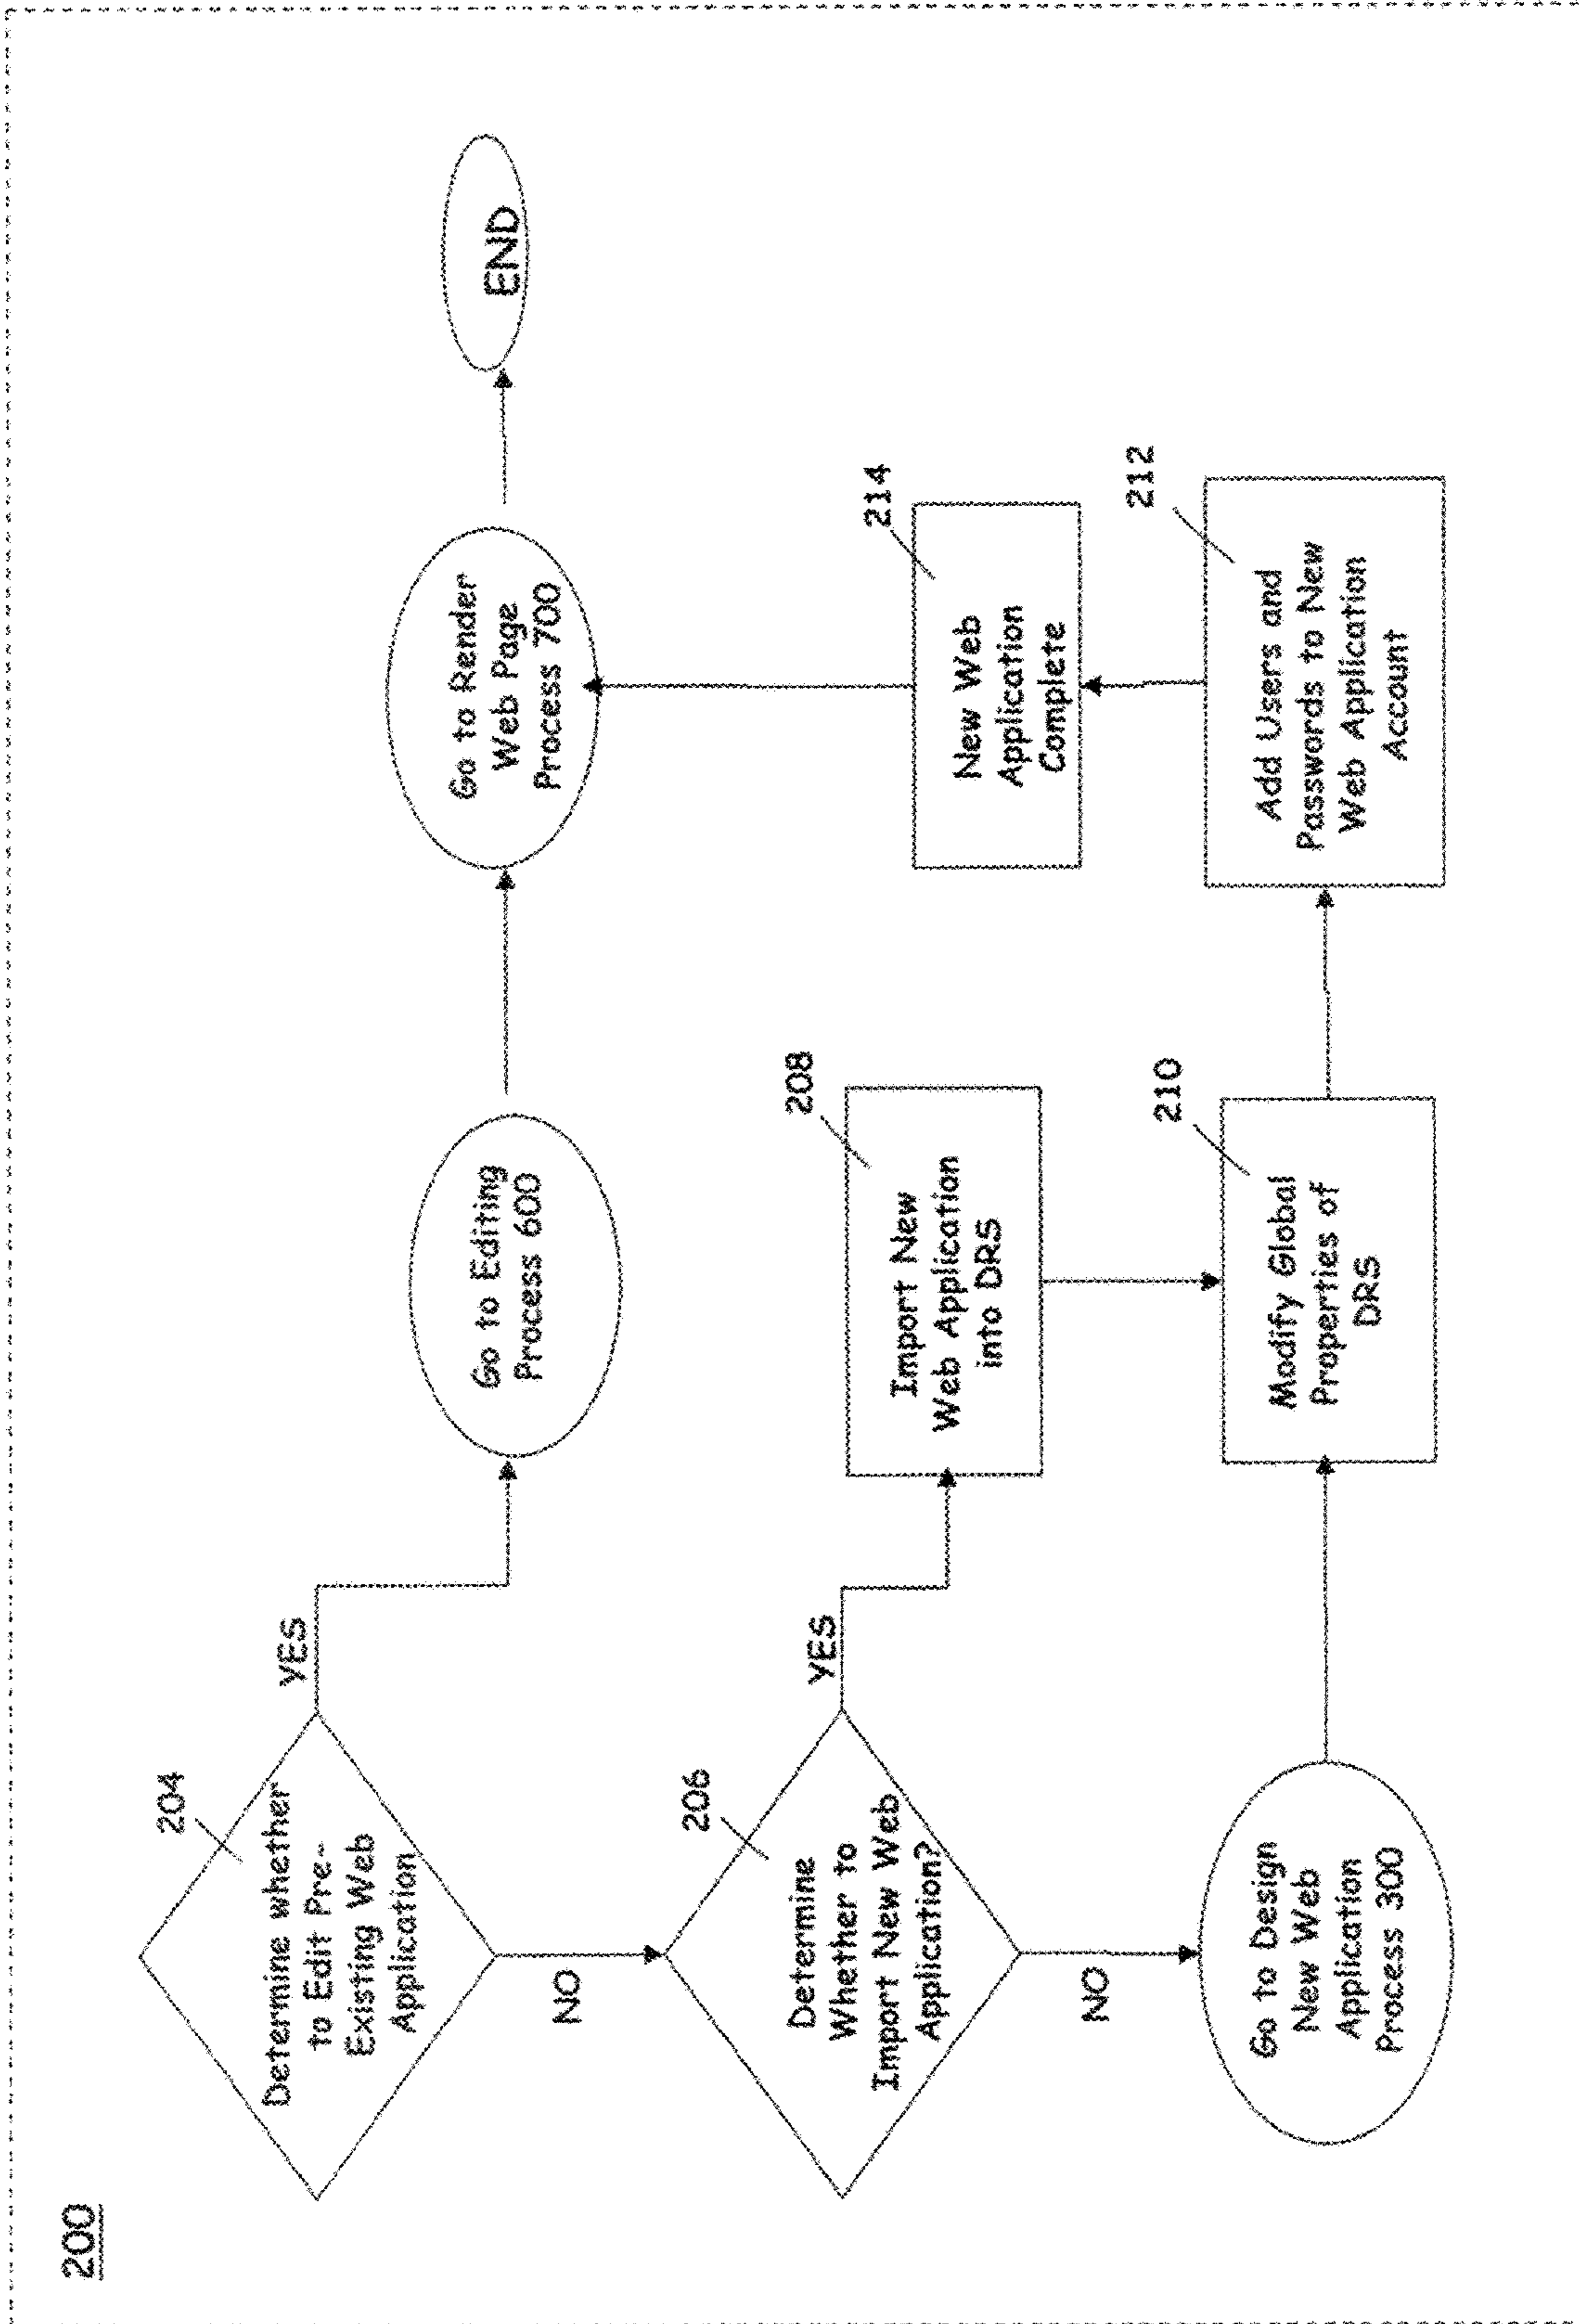 200
204
Determine whether
to Edit Pre-
Existing Web
Application
YES
NO
Go to Editing
Process 600
Go to Render
Web Page
Process 700
END
206
Determine
Whether to
Import New Web
Application?
YES
NO
208
Import New
Web Application
into DRS
214
New Web
Application
Complete
Go to Design
New Web
Application
Process 300
210
Modify Global
Properties of
DRS
212
Add Users and
Passwords to New
Web Application
Account